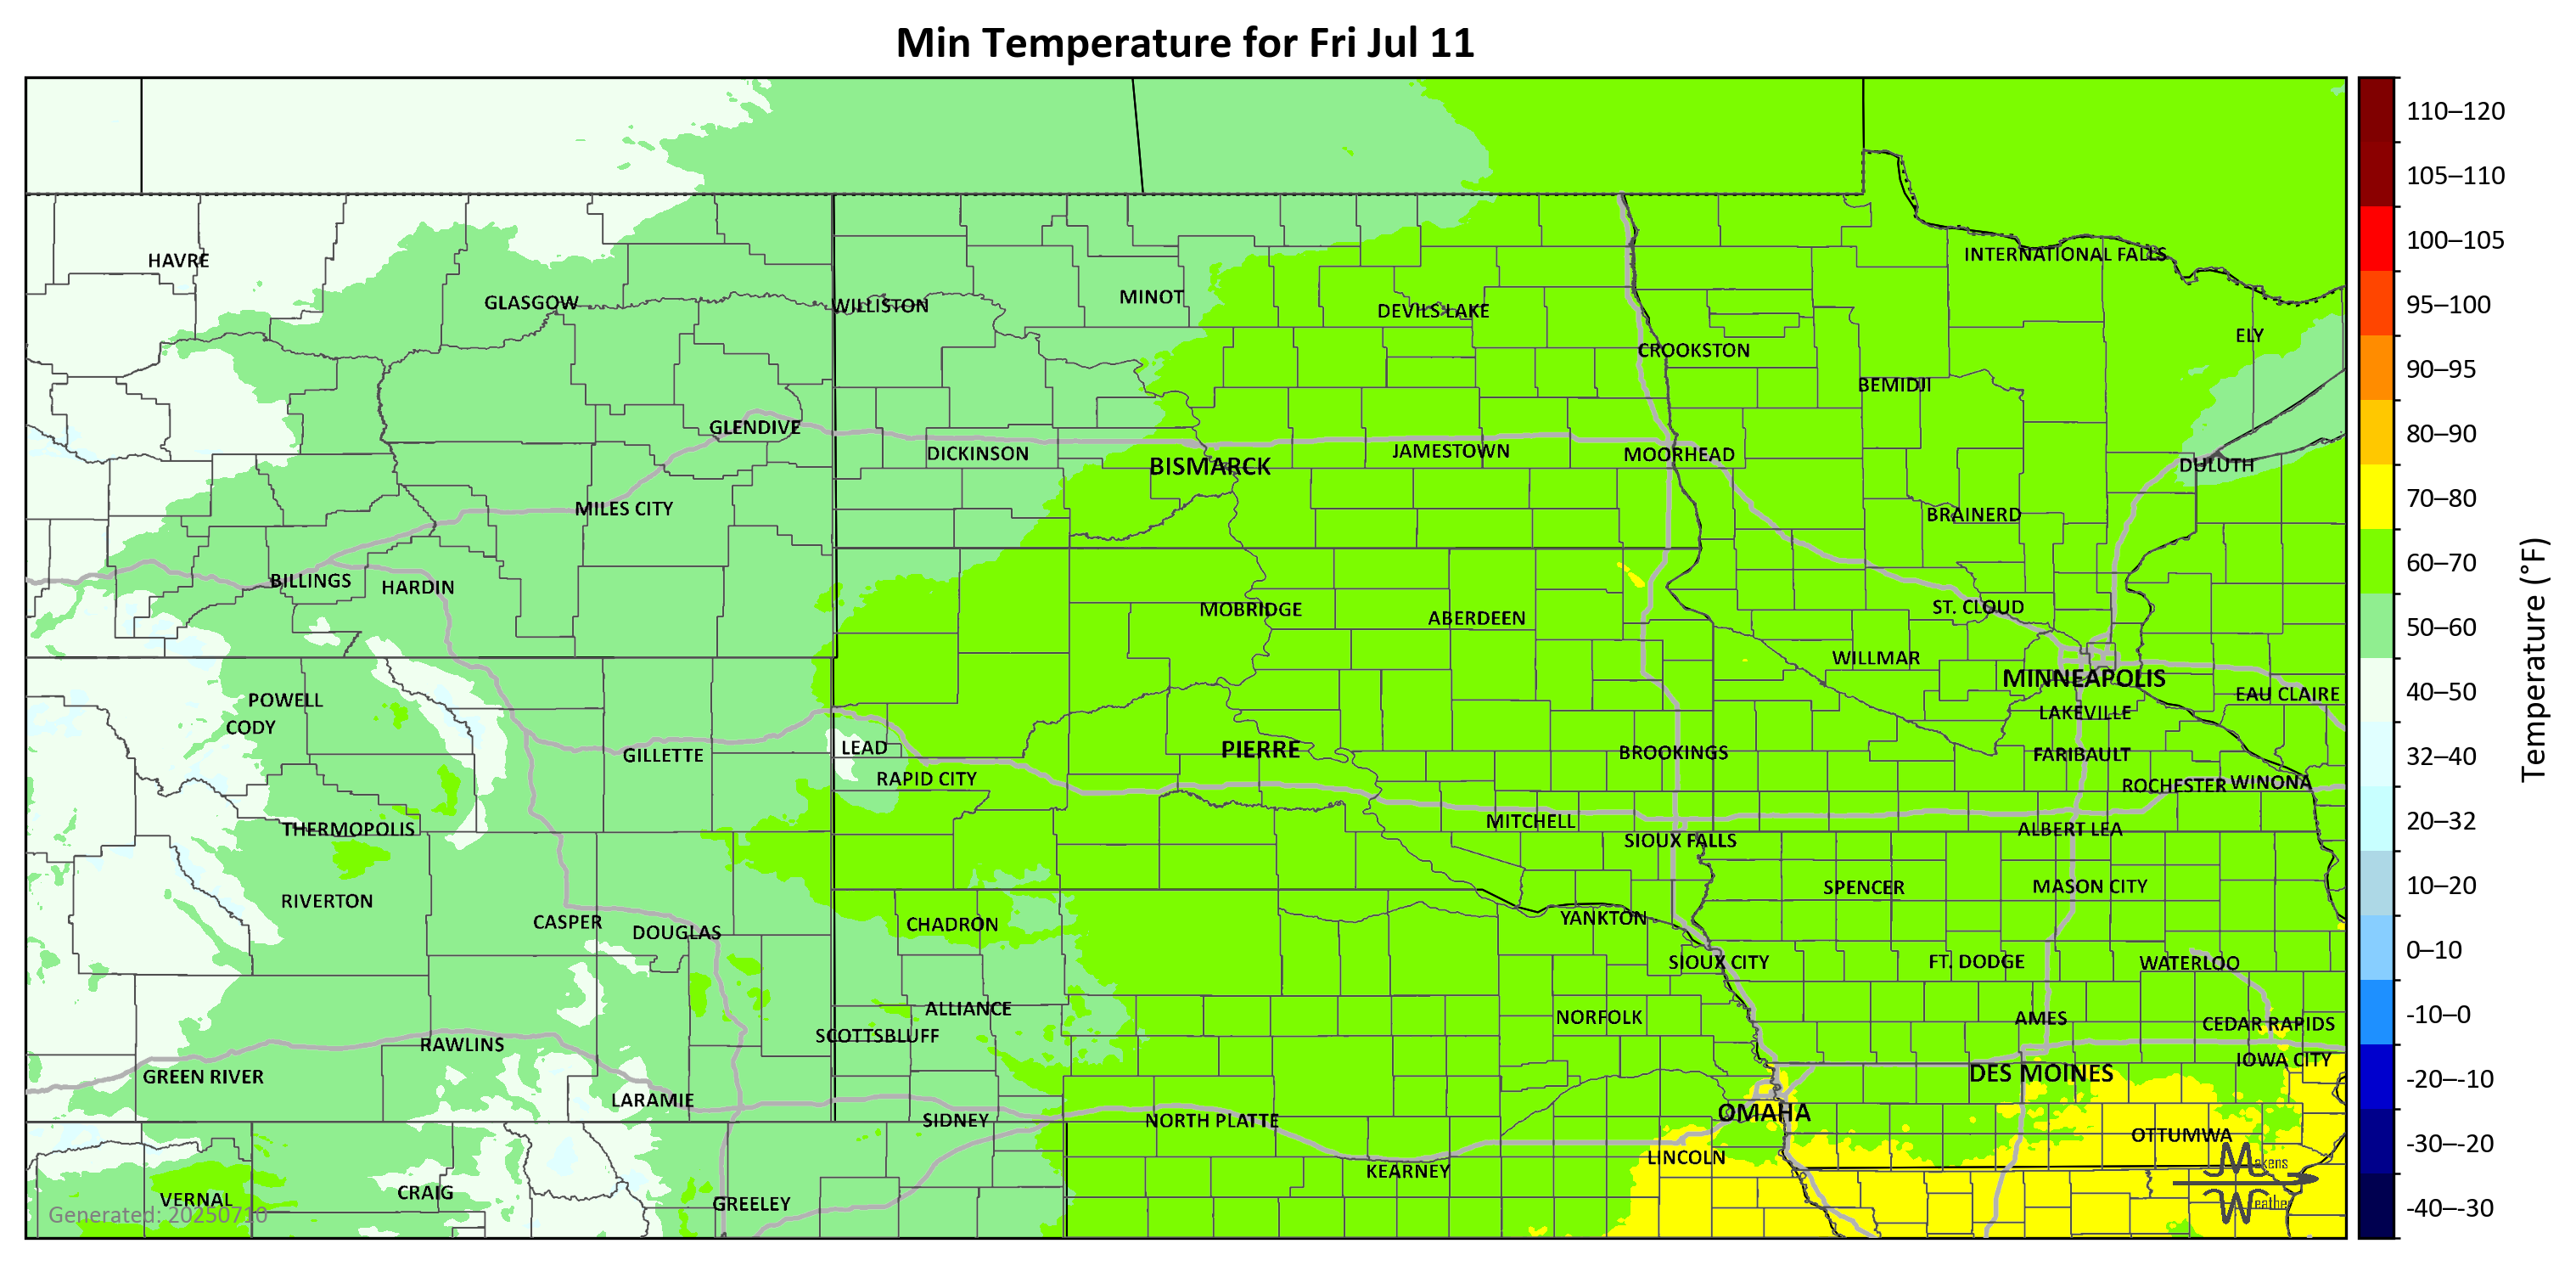 Min Temperature for Fri Jul 11
110–120
105–110
HAVRE
INTERNATIONAL FALLS
100–105
GLASGOW
WILLISTON
MINOT
DEVILS LAKE
95–100
ELY
CROOKSTON
90–95
BEMIDJI
GLENDIVE
80–90
DICKINSON
BISMARCK
JAMESTOWN
MOORHEAD
DULUTH
MILES CITY
BRAINERD
70–80
BILLINGS
HARDIN
60–70
MOBRIDGE
ABERDEEN
ST. CLOUD
50–60
WILLMAR
MINNEAPOLIS
Temperature (°F)
POWELL
EAU CLAIRE
40–50
CODY
LAKEVILLE
GILLETTE
LEAD
PIERRE
BROOKINGS
FARIBAULT
32–40
RAPID CITY
ROCHESTER
WINONA
THERMOPOLIS
MITCHELL
ALBERT LEA
20–32
SIOUX FALLS
RIVERTON
SPENCER
MASON CITY
10–20
CASPER
DOUGLAS
CHADRON
YANKTON
SIOUX CITY
FT. DODGE
WATERLOO
0–10
ALLIANCE
NORFOLK
AMES
CEDAR RAPIDS
-10–0
RAWLINS
SCOTTSBLUFF
IOWA CITY
GREEN RIVER
DES MOINES
-20–-10
LARAMIE
SIDNEY
NORTH PLATTE
OMAHA
OTTUMWA
-30–-20
KEARNEY
LINCOLN
Makens
VERNAL
CRAIG
GREELEY
Weather
-40–-30
Generated: 20250710